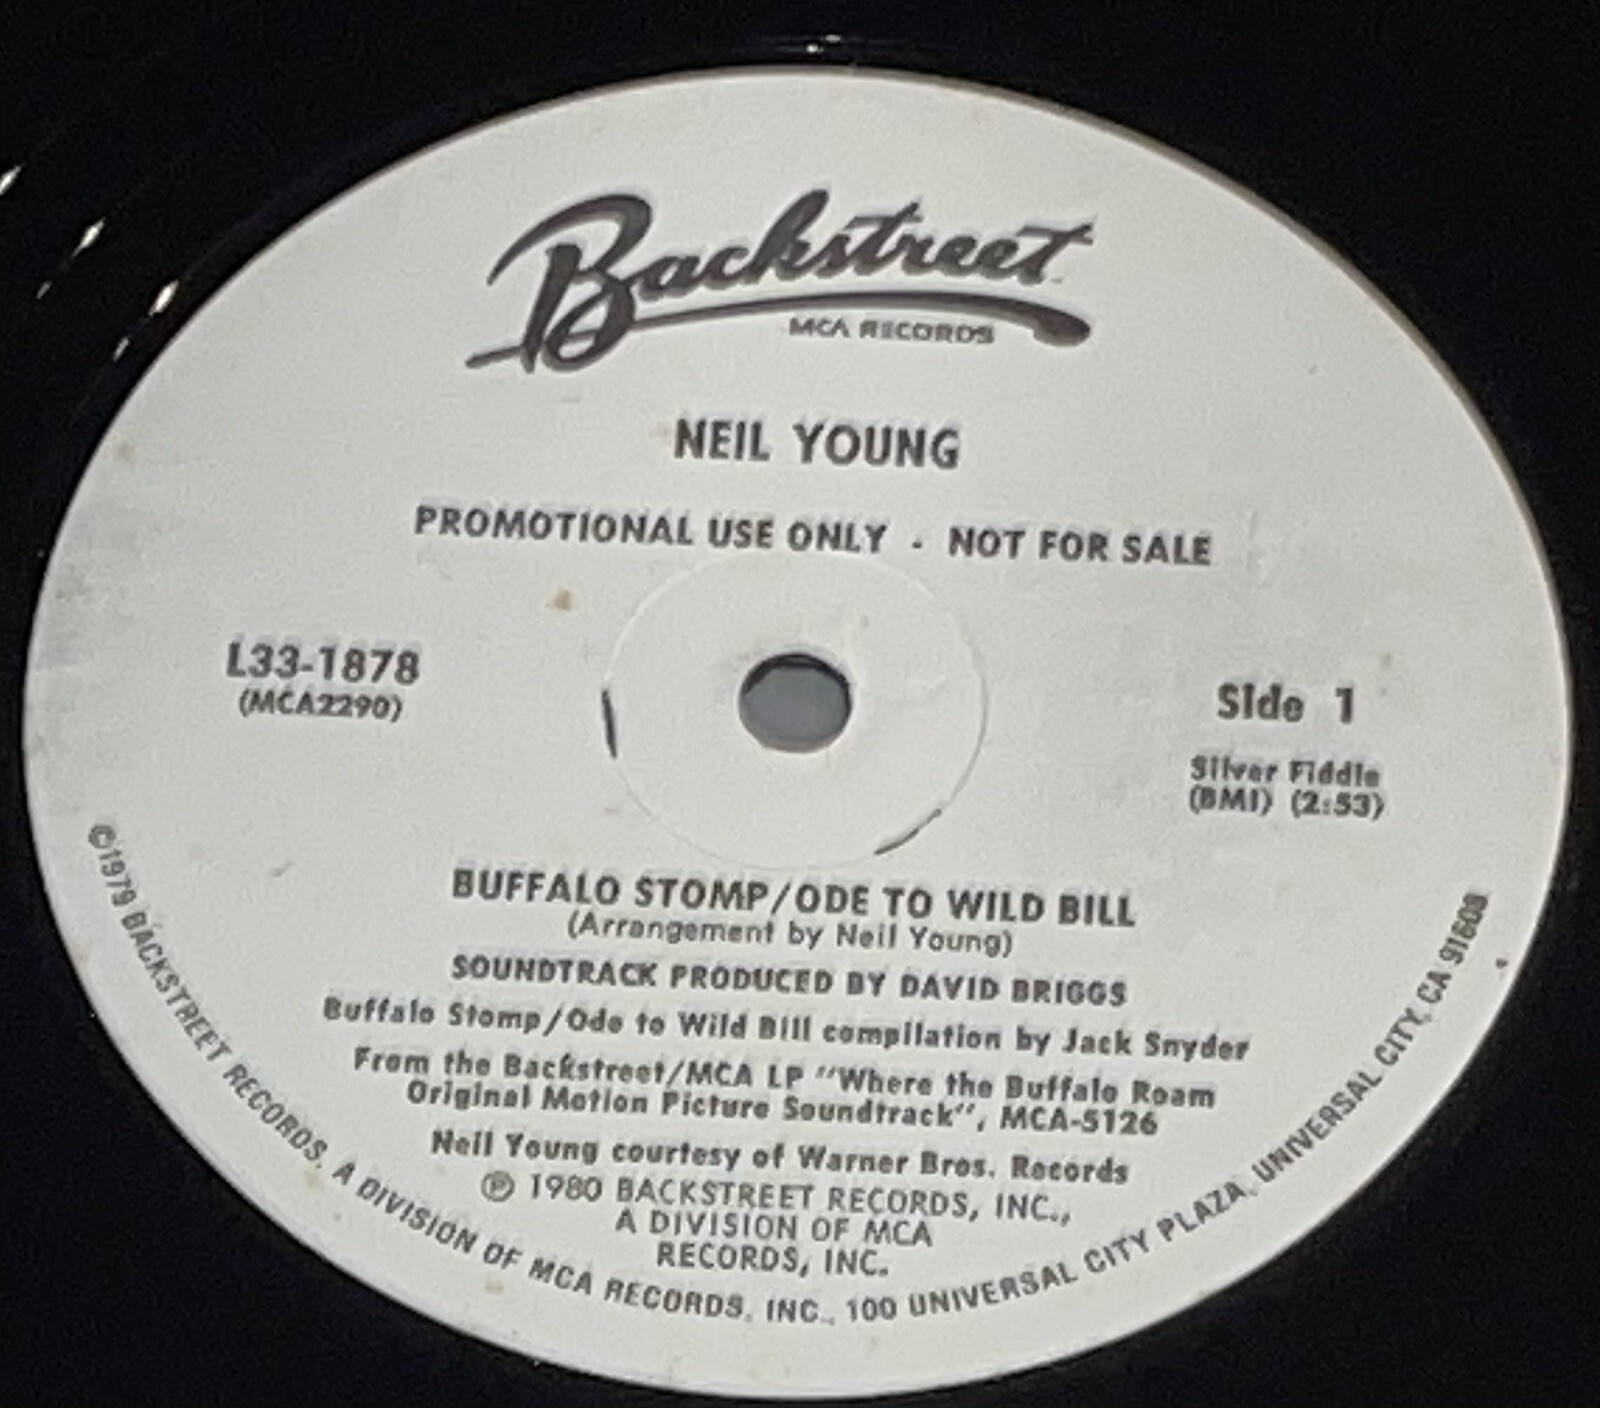 Backstreet
MCA RECORDS
NEIL YOUNG
PROMOTIONAL USE ONLY . NOT FOR SALE
L33-1878
(MCA2290)
Side 1
Silver Fiddle
(BMI) (2:53)
BUFFALO STOMP/ODE TO WILD BILL
(Arrangement by Neil Young)
SOUNDTRACK PRODUCED BY DAVID BRIGGS
Buffalo Stomp/Ode to Wild Bill compilation by Jack Snyder
From the Backstreet/MCA LP "Where the Buffalo Roam
Original Motion Picture Soundtrack", MCA-5126
Neil Young courtesy of Warner Bros. Records
℗ 1980 BACKSTREET RECORDS, INC.,
A DIVISION OF MCA
RECORDS, INC.
©1979 BACKSTREET RECORDS, A DIVISION OF MCA RECORDS, INC., 100 UNIVERSAL CITY PLAZA, UNIVERSAL CITY, CA 91608